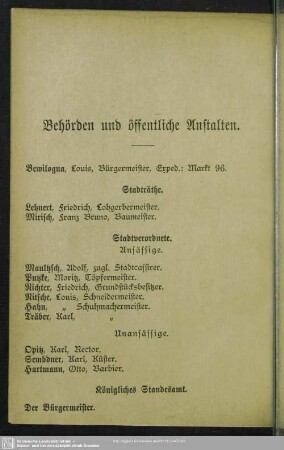 Behörden und öffentliche Anstalten.
Bewilogua, Louis, Bürgermeister. Exped.: Markt 96.
Stadträthe.
Lehnert, Friedrich, Lohgerbermeister.
Mirisch, Franz Bruno, Baumeister.
Stadtverordnete.
Ansässige.
Maultzsch, Adolf, zugl. Stadtcassirer.
Putzke, Moritz, Töpfermeister.
Richter, Friedrich, Grundstücksbesitzer.
Nitsche, Louis, Schneidermeister.
Hahn, „ Schuhmachermeister.
Träber, Karl, „
Unansässige.
Opitz, Karl, Rector.
Sembdner, Karl, Küster.
Hartmann, Otto, Barbier.
Königliches Standesamt.
Der Bürgermeister.